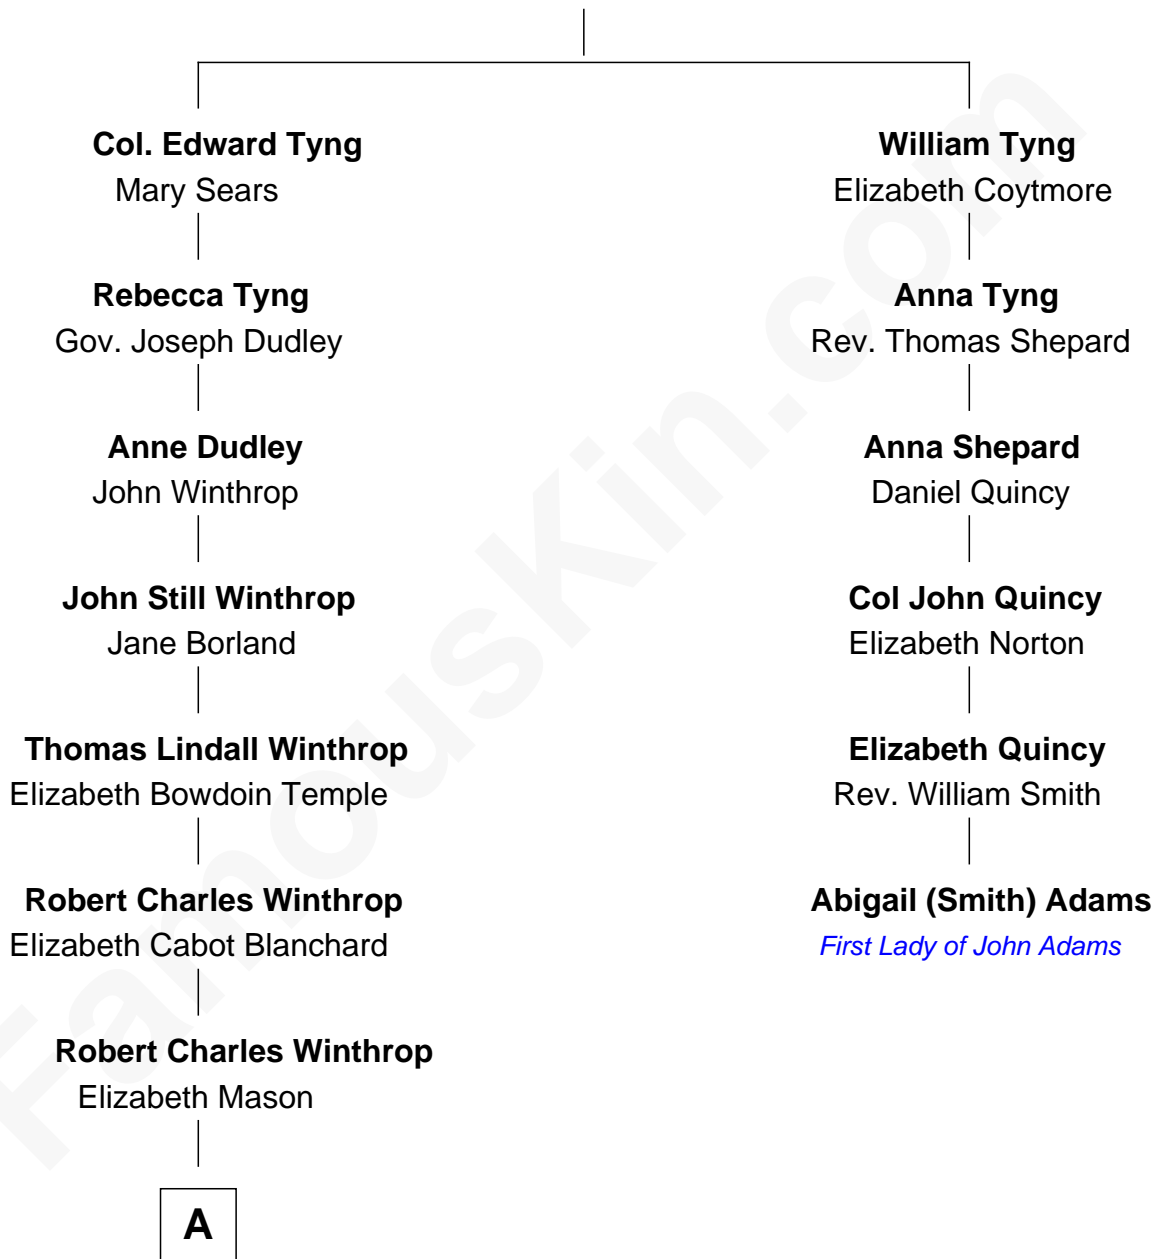 Col. Edward Tyng
Mary Sears
Rebecca Tyng
Gov. Joseph Dudley
Anne Dudley
John Winthrop
John Still Winthrop
Jane Borland
Thomas Lindall Winthrop
Elizabeth Bowdoin Temple
Robert Charles Winthrop
Elizabeth Cabot Blanchard
Robert Charles Winthrop
Elizabeth Mason
A
William Tyng
Elizabeth Coytmore
Anna Tyng
Rev. Thomas Shepard
Anna Shepard
Daniel Quincy
Col John Quincy
Elizabeth Norton
Elizabeth Quincy
Rev. William Smith
Abigail (Smith) Adams
First Lady of John Adams
FamousKin.com